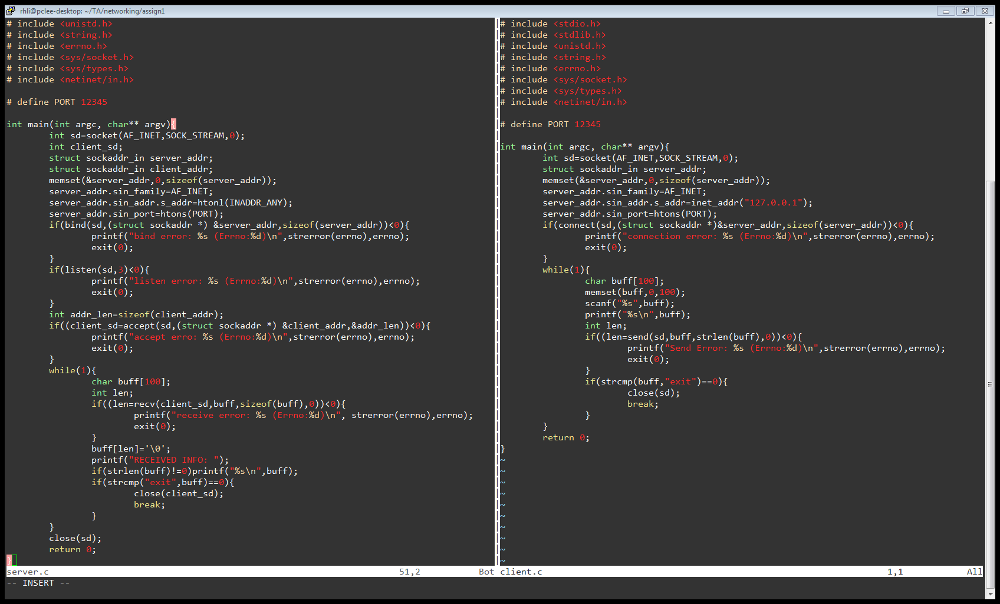 rhli@pclee-desktop: ~/TA/networking/assign1
# include <unistd.h>
# include <string.h>
# include <errno.h>
# include <sys/socket.h>
# include <sys/types.h>
# include <netinet/in.h>
# define PORT 12345
int main(int argc, char** argv){
int sd=socket(AF_INET,SOCK_STREAM,0);
int client_sd;
struct sockaddr_in server_addr;
struct sockaddr_in client_addr;
memset(&server_addr,0,sizeof(server_addr));
server_addr.sin_family=AF_INET;
server_addr.sin_addr.s_addr=htonl(INADDR_ANY);
server_addr.sin_port=htons(PORT);
if(bind(sd,(struct sockaddr *) &server_addr,sizeof(server_addr))<0){
printf("bind error: %s (Errno:%d)\n",strerror(errno),errno);
exit(0);
}
if(listen(sd,3)<0){
printf("listen error: %s (Errno:%d)\n",strerror(errno),errno);
exit(0);
}
int addr_len=sizeof(client_addr);
if((client_sd=accept(sd,(struct sockaddr *) &client_addr,&addr_len))<0){
printf("accept erro: %s (Errno:%d)\n",strerror(errno),errno);
exit(0);
}
while(1){
char buff[100];
int len;
if((len=recv(client_sd,buff,sizeof(buff),0))<0){
printf("receive error: %s (Errno:%d)\n", strerror(errno),errno);
exit(0);
}
buff[len]='\0';
printf("RECEIVED INFO: ");
if(strlen(buff)!=0)printf("%s\n",buff);
if(strcmp("exit",buff)==0){
close(client_sd);
break;
}
}
close(sd);
return 0;
}
server.c 51,2 Bot
# include <stdio.h>
# include <stdlib.h>
# include <unistd.h>
# include <string.h>
# include <errno.h>
# include <sys/socket.h>
# include <sys/types.h>
# include <netinet/in.h>
# define PORT 12345
int main(int argc, char** argv){
int sd=socket(AF_INET,SOCK_STREAM,0);
struct sockaddr_in server_addr;
memset(&server_addr,0,sizeof(server_addr));
server_addr.sin_family=AF_INET;
server_addr.sin_addr.s_addr=inet_addr("127.0.0.1");
server_addr.sin_port=htons(PORT);
if(connect(sd,(struct sockaddr *)&server_addr,sizeof(server_addr))<0){
printf("connection error: %s (Errno:%d)\n",strerror(errno),errno);
exit(0);
}
while(1){
char buff[100];
memset(buff,0,100);
scanf("%s",buff);
printf("%s\n",buff);
int len;
if((len=send(sd,buff,strlen(buff),0))<0){
printf("Send Error: %s (Errno:%d)\n",strerror(errno),errno);
exit(0);
}
if(strcmp(buff,"exit")==0){
close(sd);
break;
}
}
return 0;
}
~
~
~
~
~
~
~
~
~
~
client.c 1,1 All
-- INSERT --